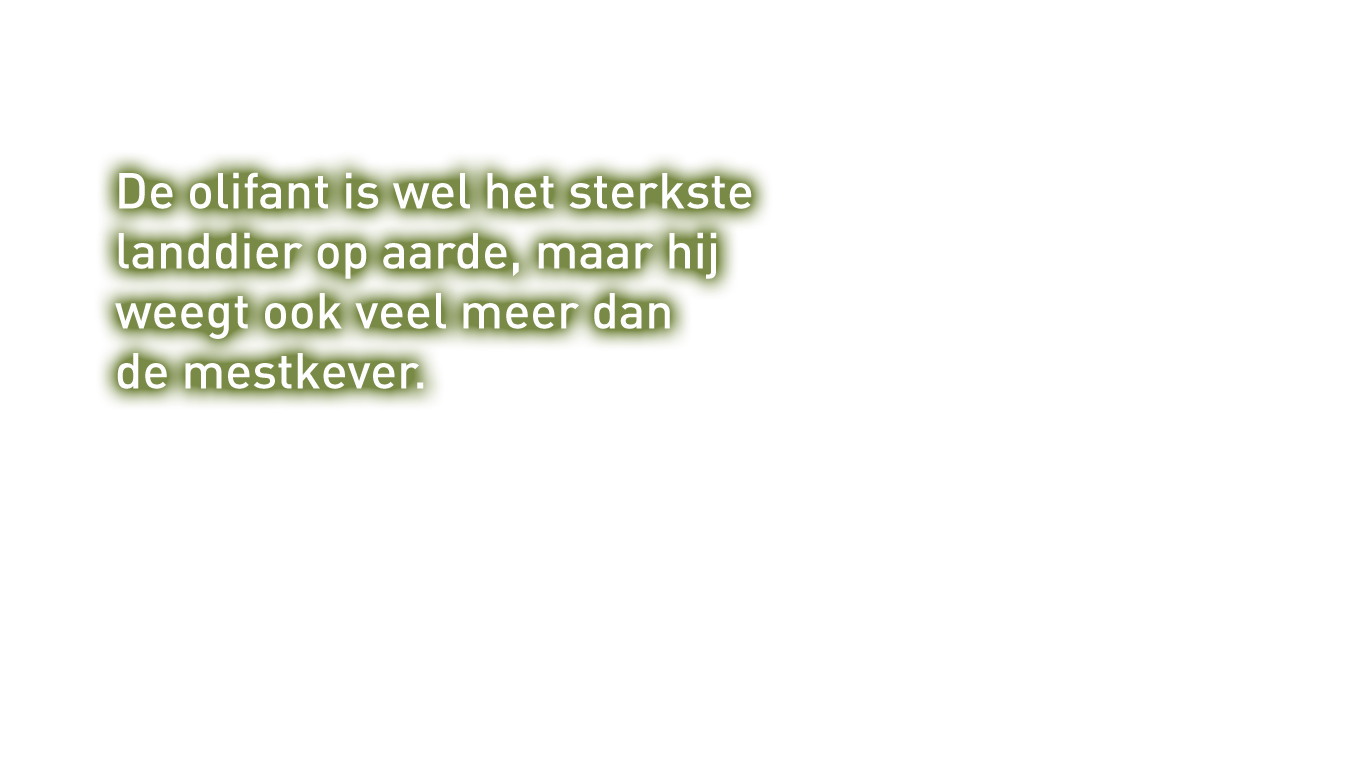 De olifant is wel het sterkste
landdier op aarde, maar hij
weegt ook veel meer dan
de mestkever.